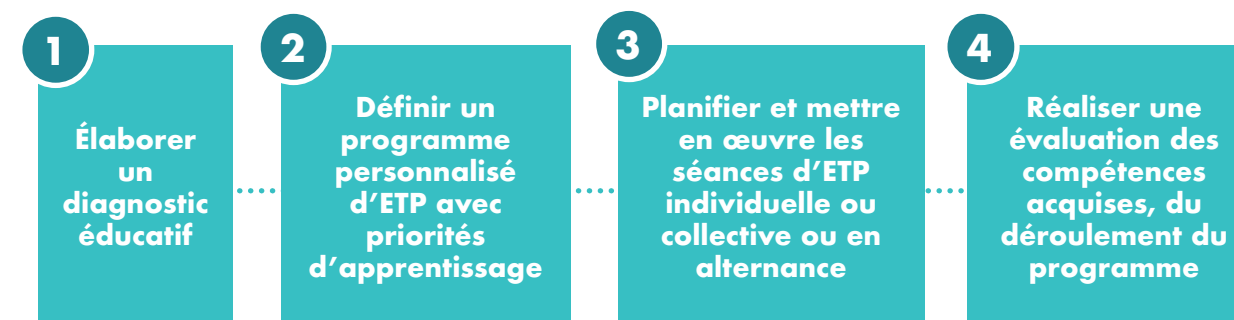 1
Élaborer
un
diagnostic
éducatif
2
Définir un
programme
personnalisé
d’ETP avec
priorités
d’apprentissage
3
Planifier et mettre
en œuvre les
séances d’ETP
individuelle ou
collective ou en
alternance
4
Réaliser une
évaluation des
compétences
acquises, du
déroulement du
programme